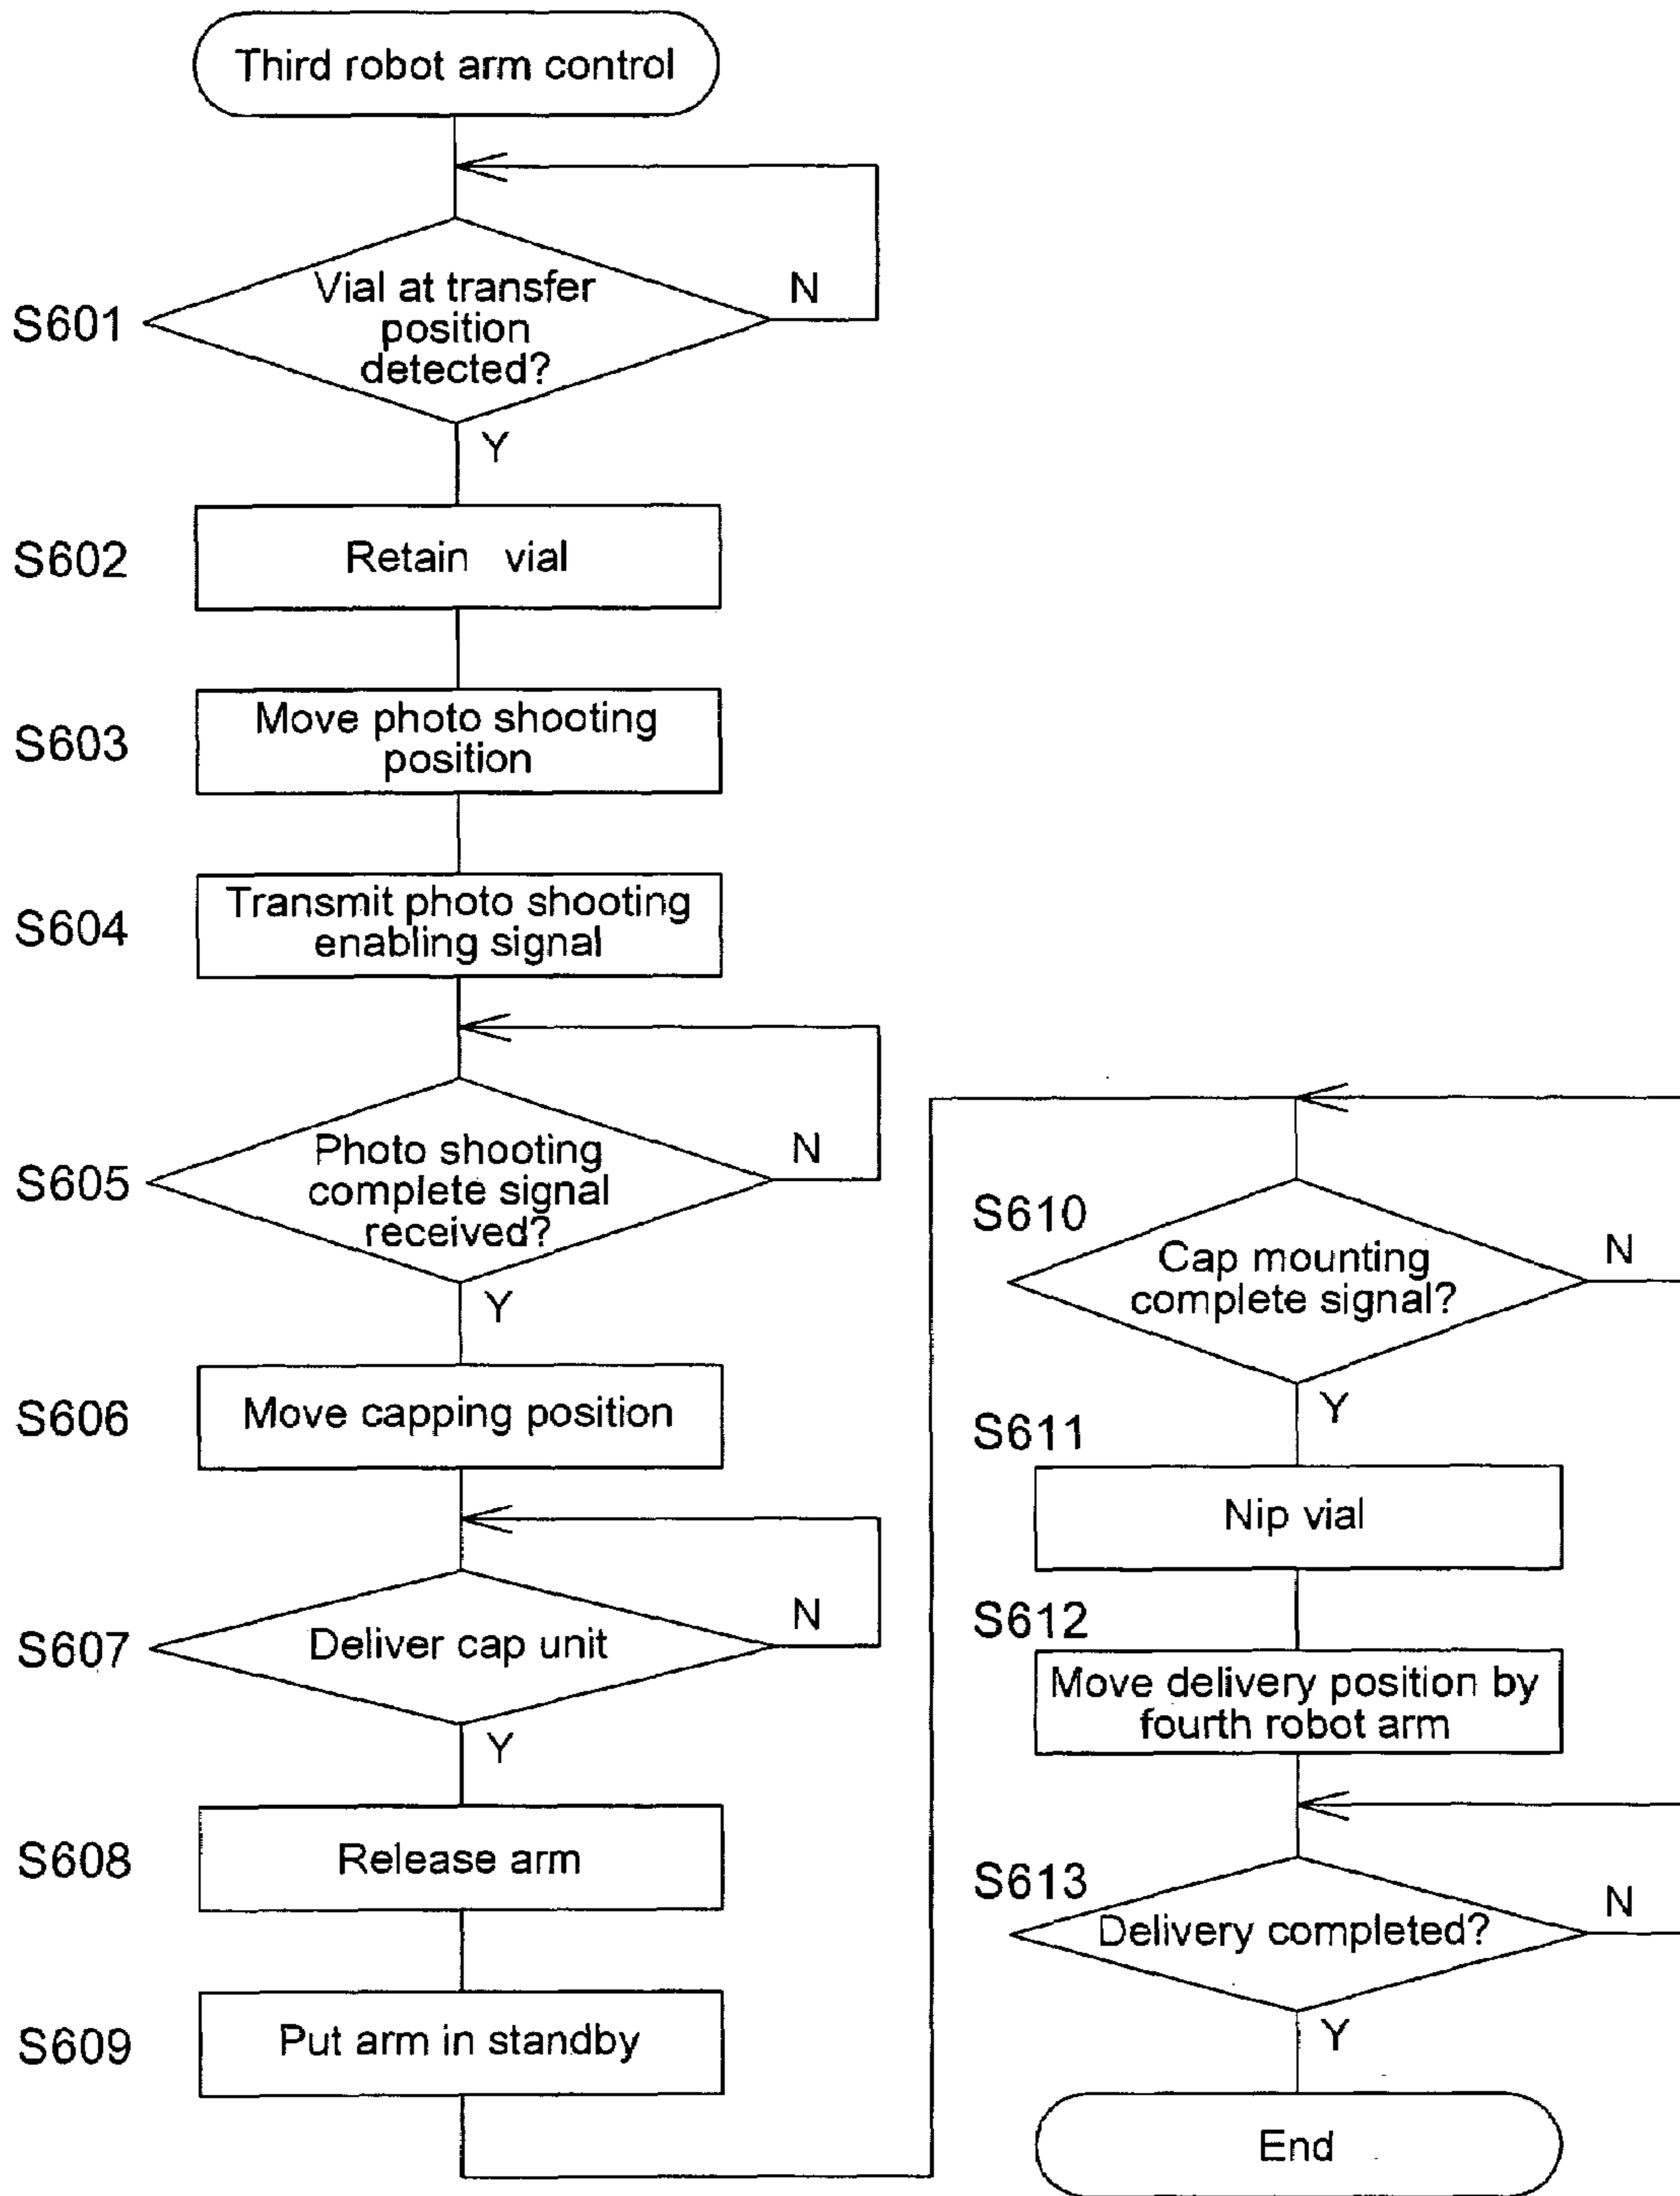 Third robot arm control
S601
Vial at transfer
position
detected?
N
Y
S602
Retain vial
S603
Move photo shooting
position
S604
Transmit photo shooting
enabling signal
S605
Photo shooting
complete signal
received?
N
Y
S606
Move capping position
S607
Deliver cap unit
N
Y
S608
Release arm
S609
Put arm in standby
S610
Cap mounting
complete signal?
N
Y
S611
Nip vial
S612
Move delivery position by
fourth robot arm
S613
Delivery completed?
N
Y
End